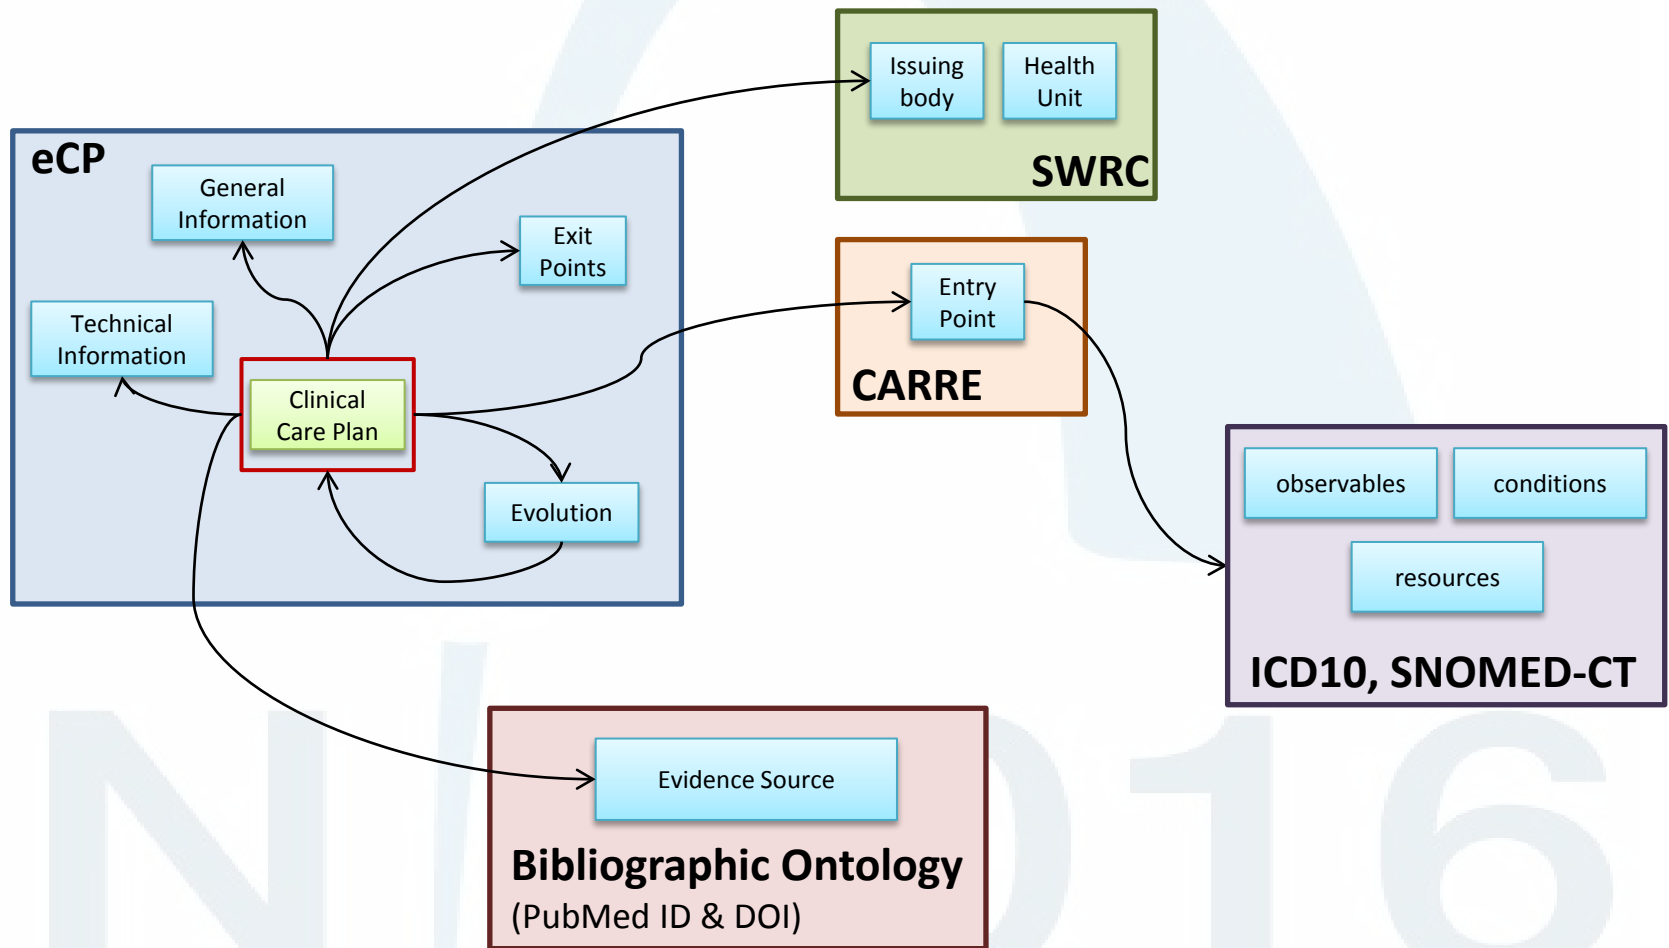 eCP
General
Information
Exit
Points
Technical
Information
Clinical
Care Plan
Evolution
Issuing
body
Health
Unit
SWRC
Entry
Point
CARRE
observables
conditions
resources
ICD10, SNOMED-CT
Evidence Source
Bibliographic Ontology
(PubMed ID & DOI)